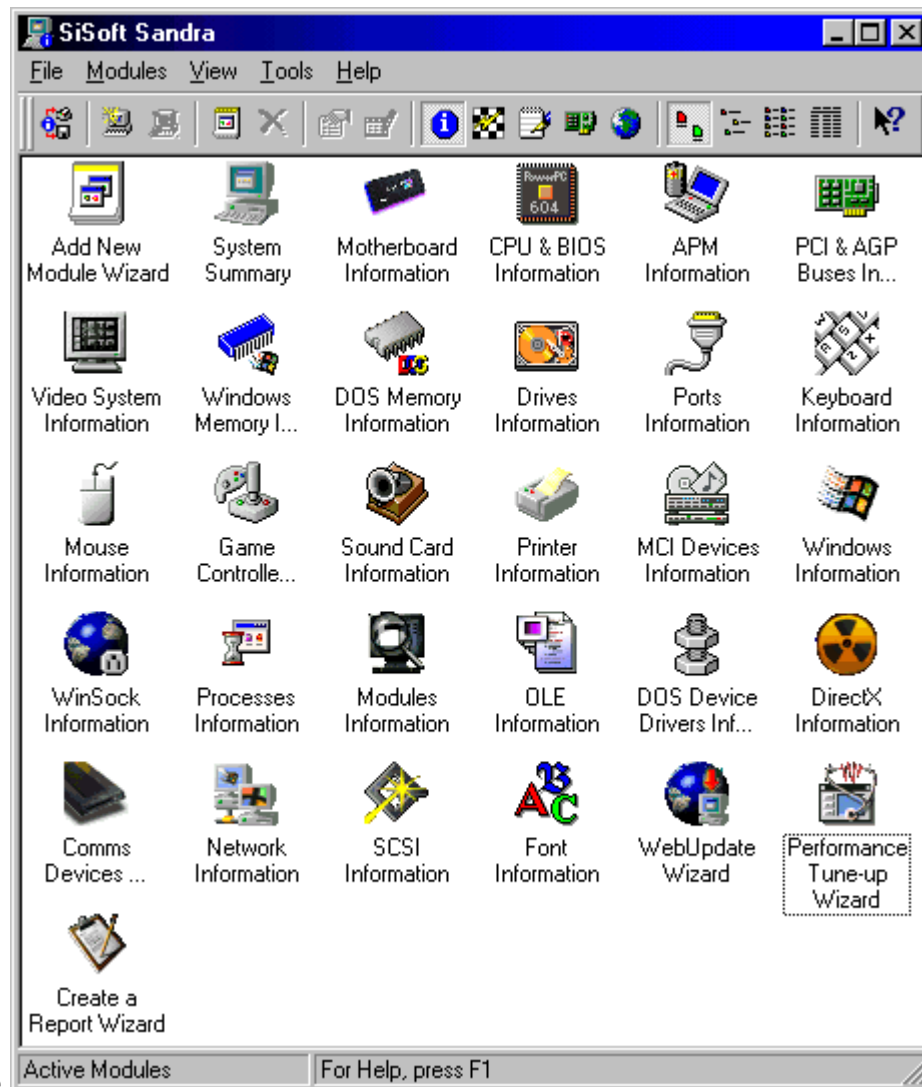 SiSoft Sandra
File Modules View Tools Help
Add New
Module Wizard
System
Summary
Motherboard
Information
PowerPC
604
CPU & BIOS
Information
APM
Information
PCI & AGP
Buses In...
Video System
Information
Windows
Memory I...
DOS Memory
Information
Drives
Information
Ports
Information
Keyboard
Information
Mouse
Information
Game
Controlle...
Sound Card
Information
Printer
Information
MCI Devices
Information
Windows
Information
WinSock
Information
Processes
Information
Modules
Information
OLE
Information
DOS Device
Drivers Inf...
DirectX
Information
Comms
Devices ...
Network
Information
SCSI
Information
Font
Information
WebUpdate
Wizard
Performance
Tune-up
Wizard
Create a
Report Wizard
Active Modules
For Help, press F1